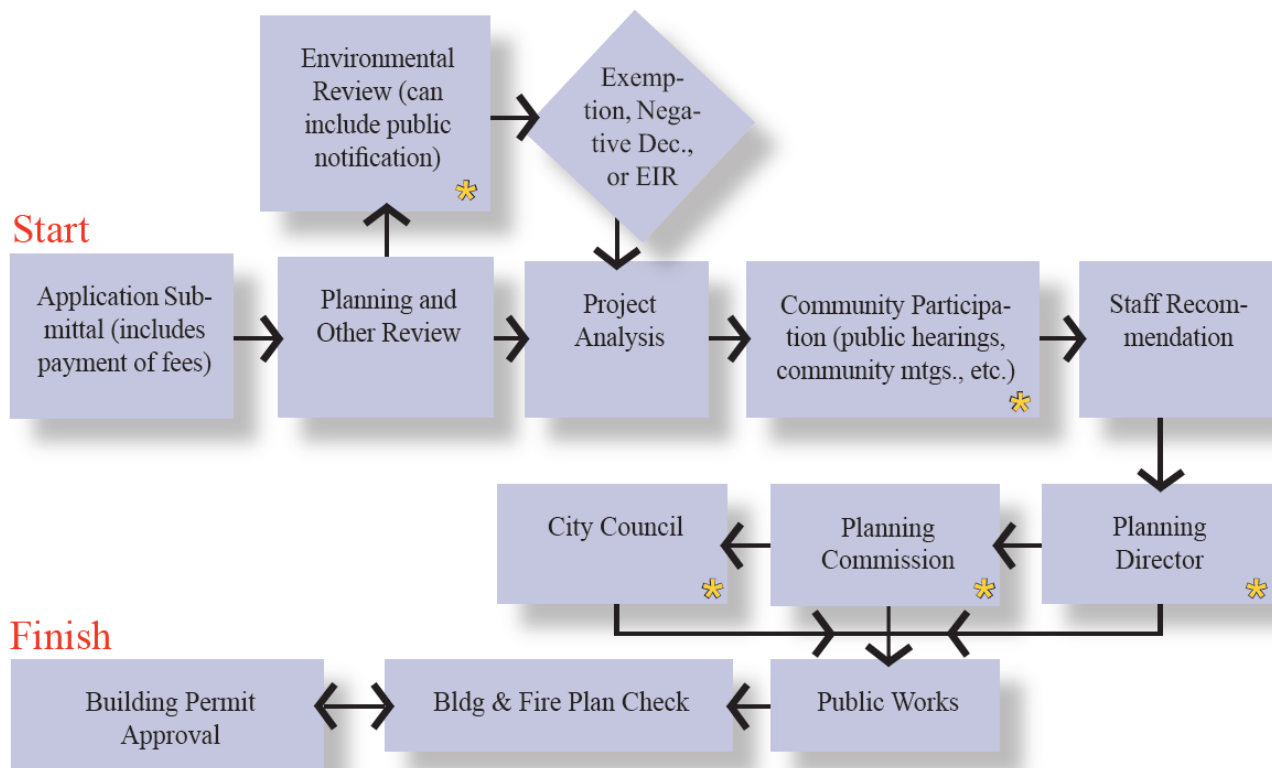 Environmental
Review (can
include public
notification)
*
Exemp-
tion, Nega-
tive Dec.,
or EIR
Start
Application Sub-
mittal (includes
payment of fees)
Planning and
Other Review
Project
Analysis
Community Participa-
tion (public hearings,
community mtgs., etc.)
*
Staff Recom-
mendation
City Council
*
Planning
Commission
*
Planning
Director
*
Finish
Building Permit
Approval
Bldg & Fire Plan Check
Public Works